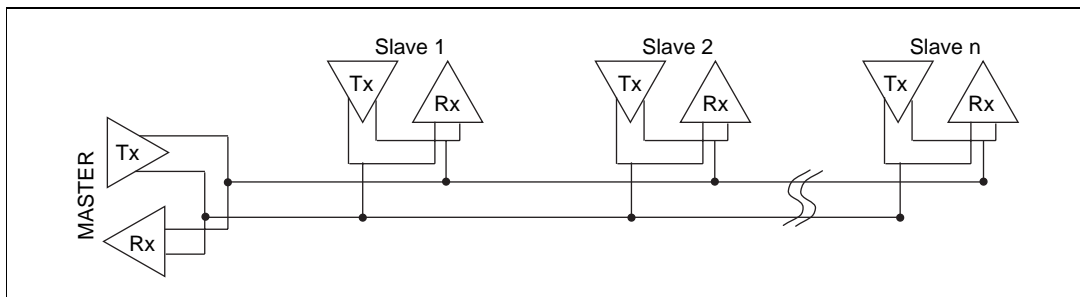 Slave 1
Slave 2
Slave n
Tx
Rx
Tx
Rx
Tx
Rx
MASTER
Tx
Rx